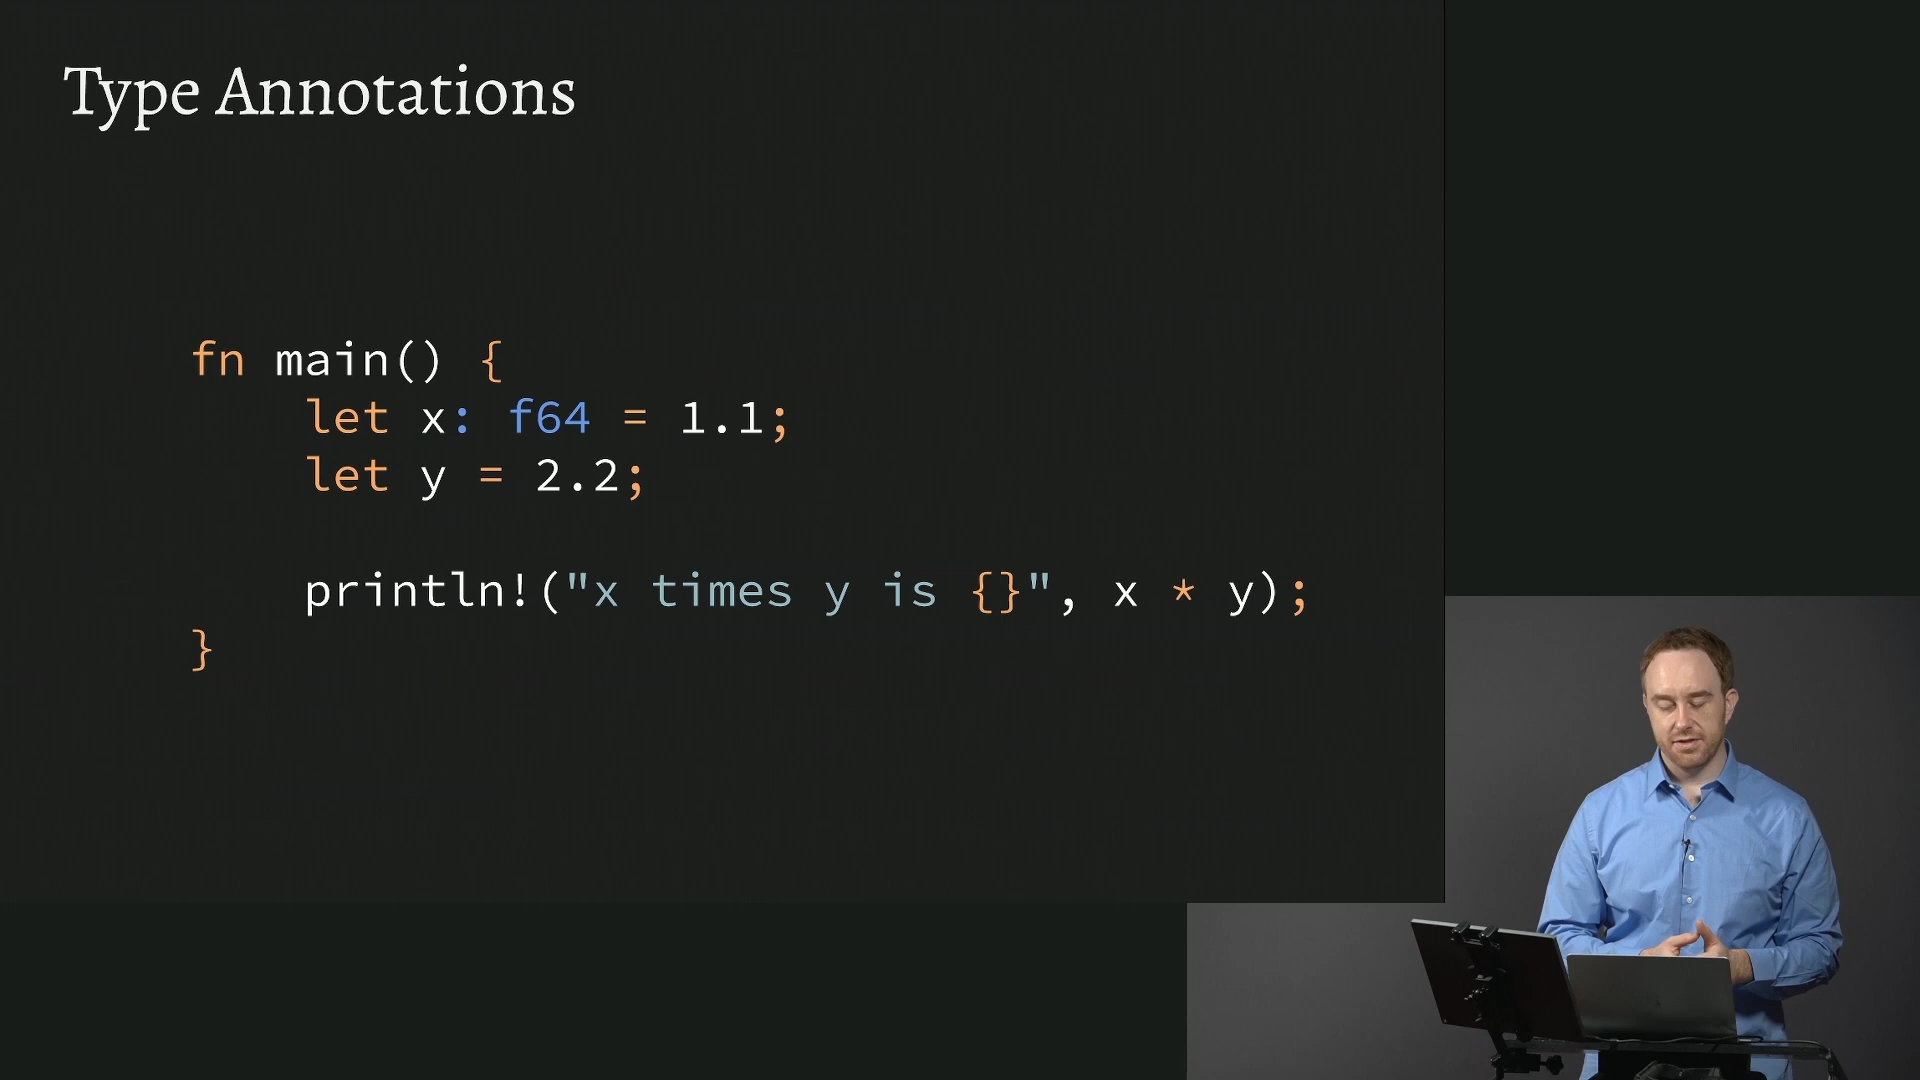 Type Annotations
fn main() {
    let x: f64 = 1.1;
    let y = 2.2;
    println!("x times y is {}", x * y);
}